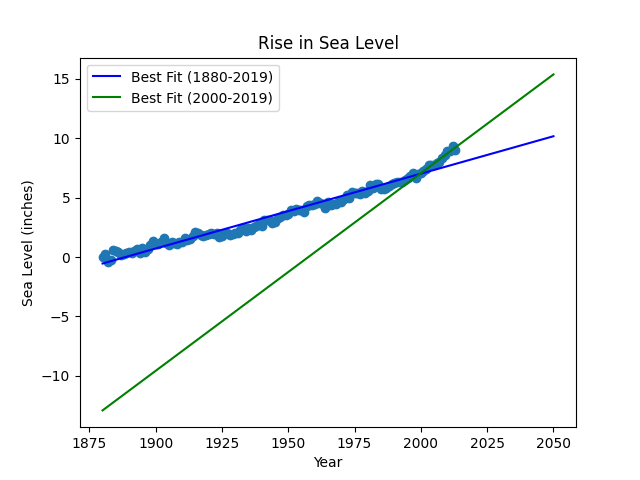 Rise in Sea Level
Best Fit (1880-2019)
Best Fit (2000-2019)
Sea Level (inches)
15
10
5
0
−5
−10
1875 1900 1925 1950 1975 2000 2025 2050
Year